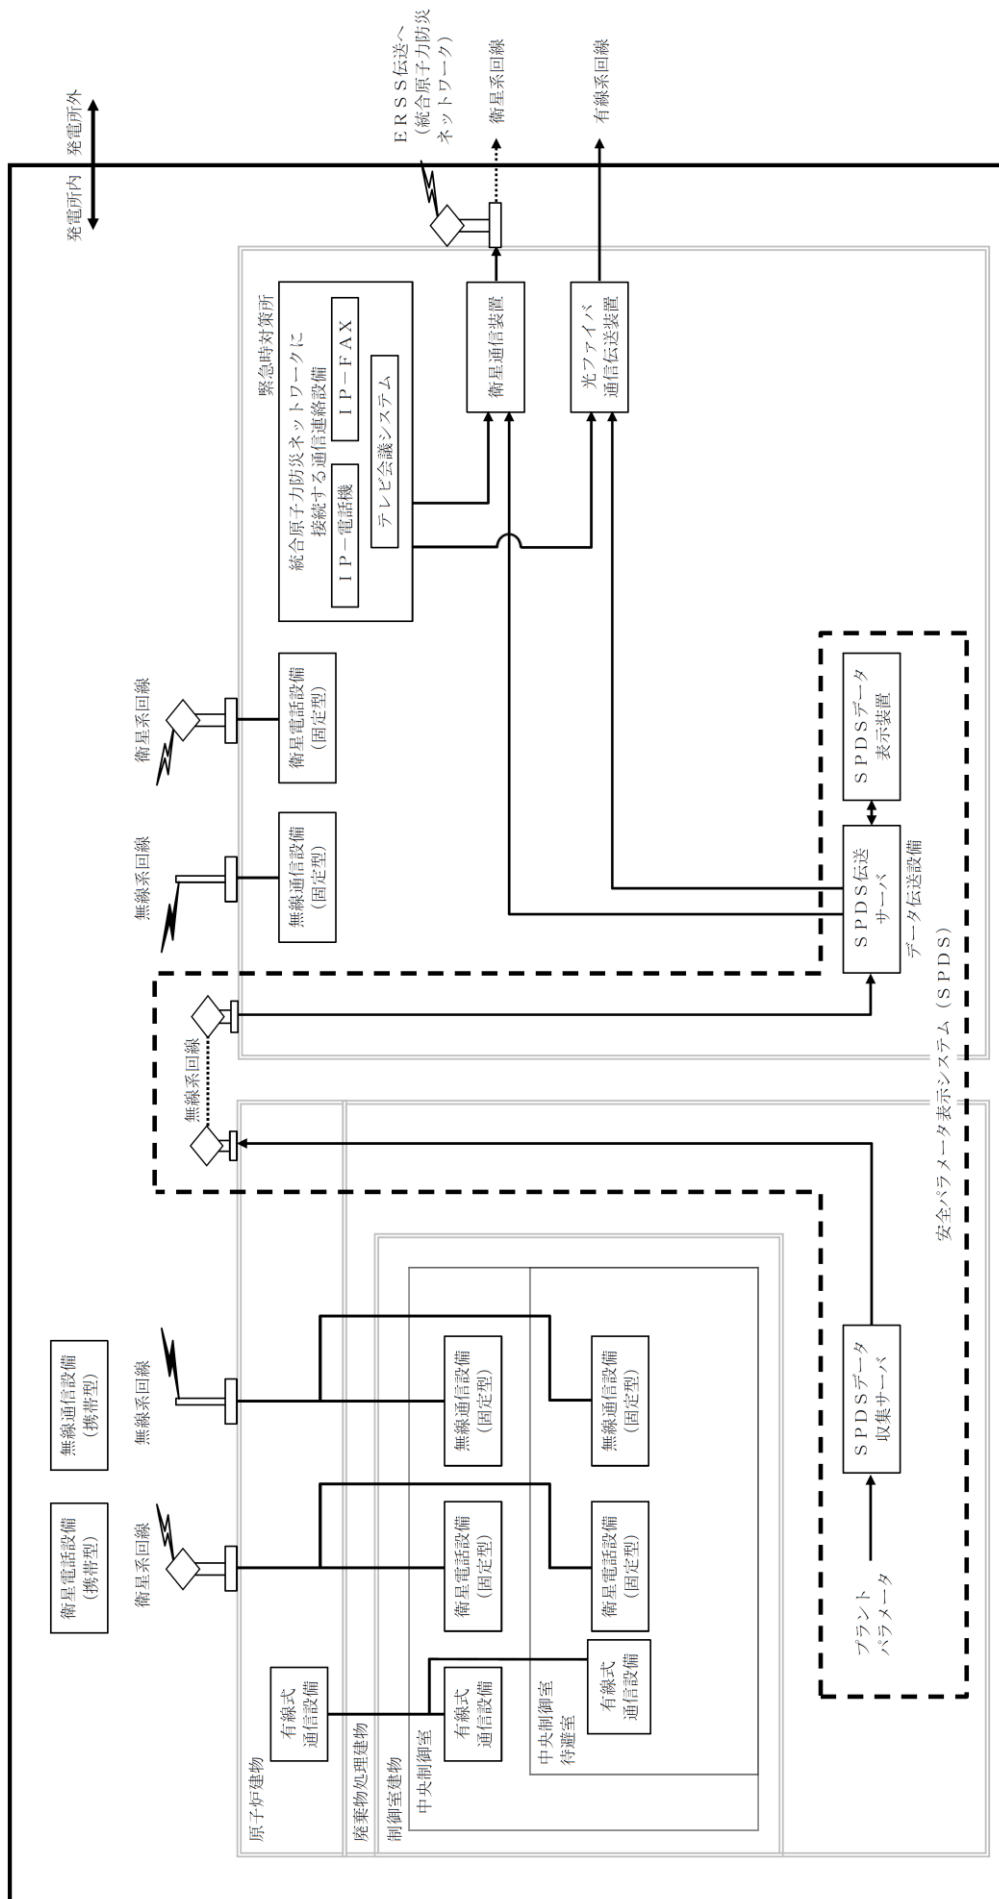 発電所内
発電所外
ERSS伝送へ
(統合原子力防災
ネットワーク)
衛星系回線
有線系回線
衛星電話設備
(携帯型)
無線通信設備
(携帯型)
衛星系回線
無線系回線
無線系回線
無線系回線
衛星系回線
原子炉建物
有線式
通信設備
廃棄物処理建物
制御室建物
中央制御室
有線式
通信設備
衛星電話設備
(固定型)
無線通信設備
(固定型)
中央制御室
待避室
有線式
通信設備
衛星電話設備
(固定型)
無線通信設備
(固定型)
緊急時対策所
無線通信設備
(固定型)
衛星電話設備
(固定型)
統合原子力防災ネットワークに
接続する通信連絡設備
IP-電話機
IP-FAX
テレビ会議システム
衛星通信装置
光ファイバ
通信伝送装置
プラント
パラメータ
SPDSデータ
収集サーバ
SPDS伝送
サーバ
データ伝送設備
SPDSデータ
表示装置
安全パラメータ表示システム(SPDS)